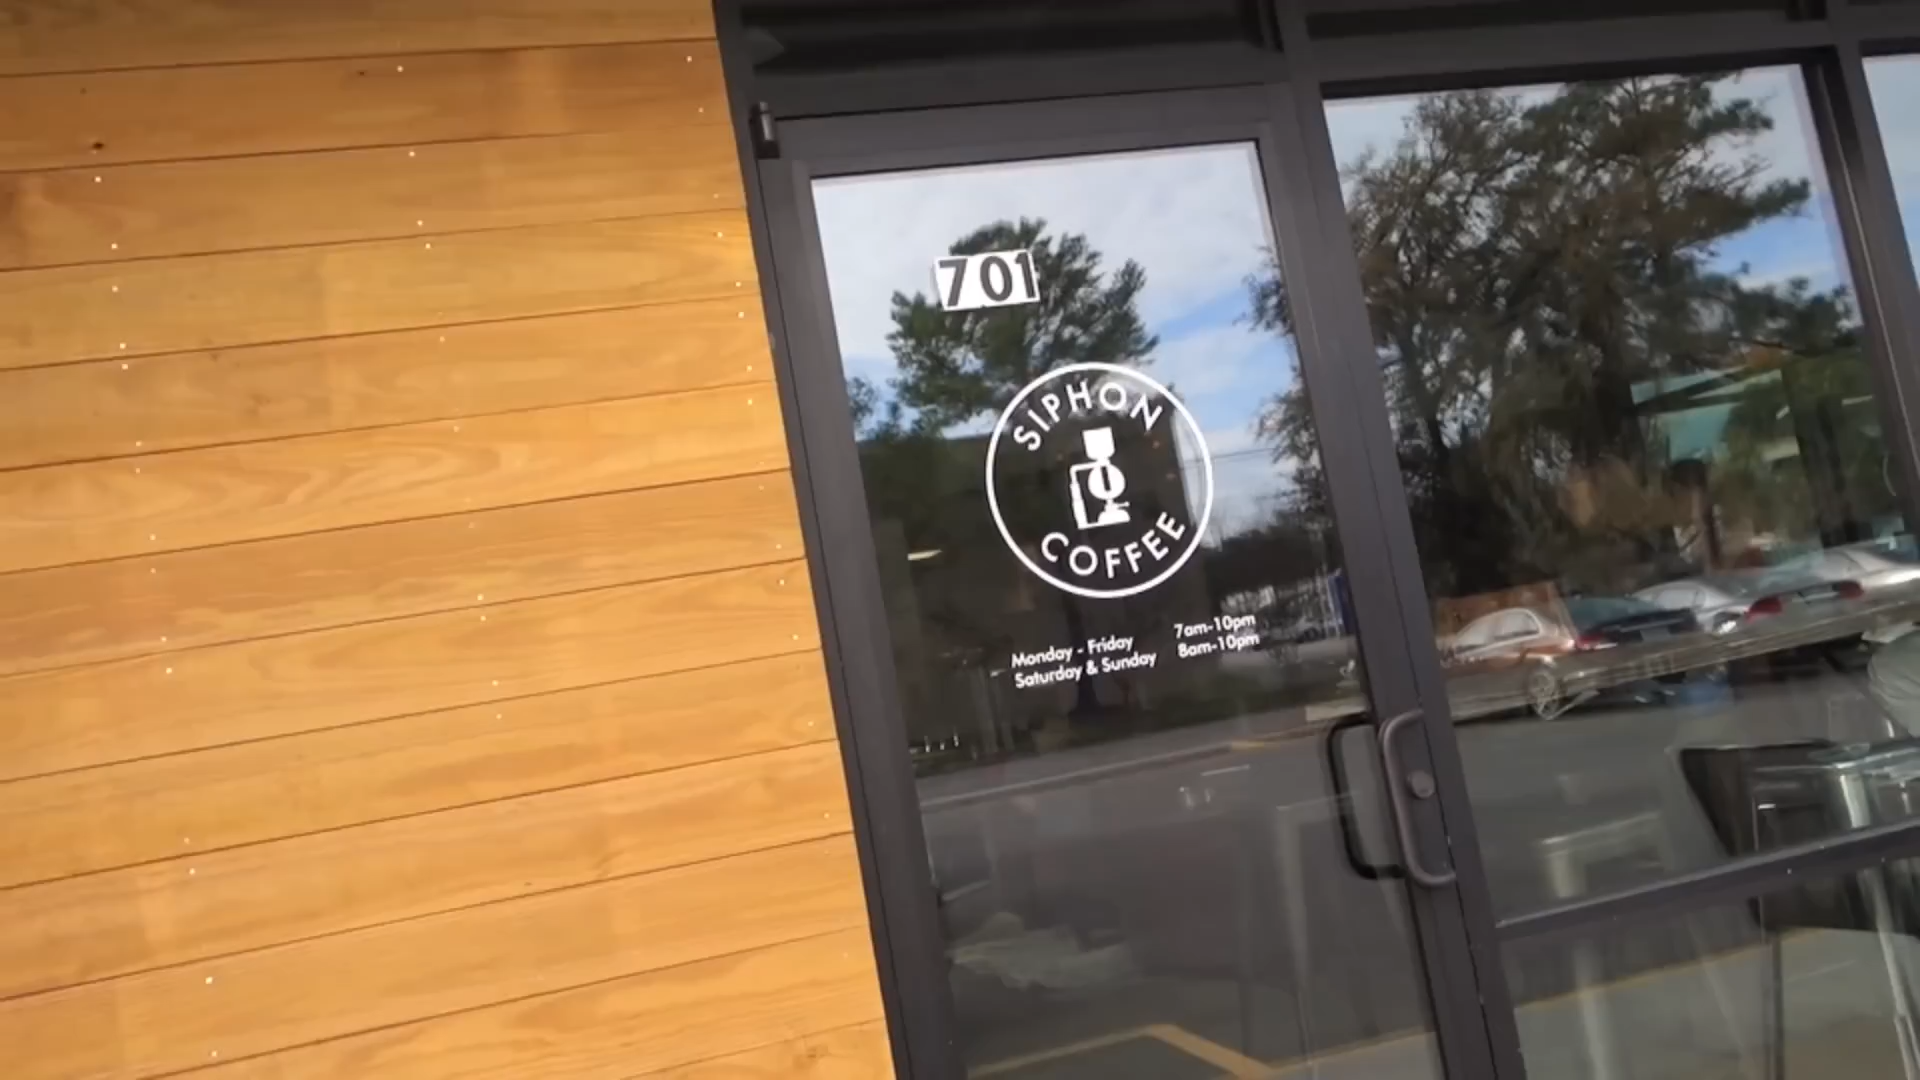 701
SIPHON
COFFEE
Monday - Friday 7am-10pm
Saturday & Sunday 8am-10pm